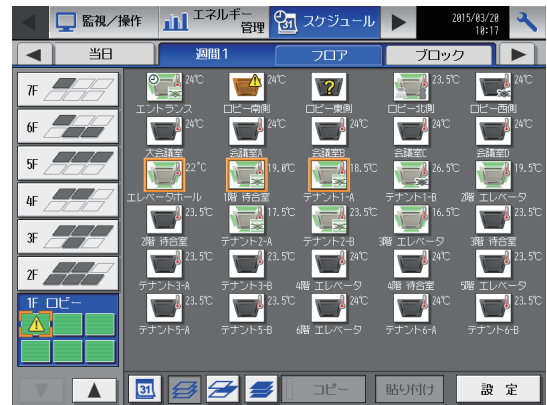 監視/操作
エネルギー
管理
31 スケジュール
2015/03/20
10:17
当日
週間1
フロア
ブロック
7F
6F
5F
4F
3F
2F
1F ロビー
24℃ 24℃ ? 23.5℃ 24℃
エントランス ロビー南側 ロビー東側 ロビー北側 ロビー西側
24℃ 24℃ 24℃ 24℃ 24℃
大会議室 会議室A 会議室B 会議室C 会議室D
22℃ 19.0℃ 18.5℃ 26.5℃ 19.5℃
エレベータホール 1階 待合室 テナント1-A テナント1-B 2階 エレベータ
23.5℃ 17.5℃ 23.5℃ 16.5℃ 23.5℃
2階 待合室 テナント2-A テナント2-B 3階 エレベータ 3階 待合室
23.5℃ 23.5℃ 24℃ 24℃ 23.5℃
テナント3-A テナント3-B 4階 エレベータ 4階 待合室 5階 エレベータ
23.5℃ 23.5℃ 24℃ 24℃ 23.5℃
テナント5-A テナント5-B 6階 エレベータ テナント6-A テナント6-B
31
コピー
貼り付け
設 定